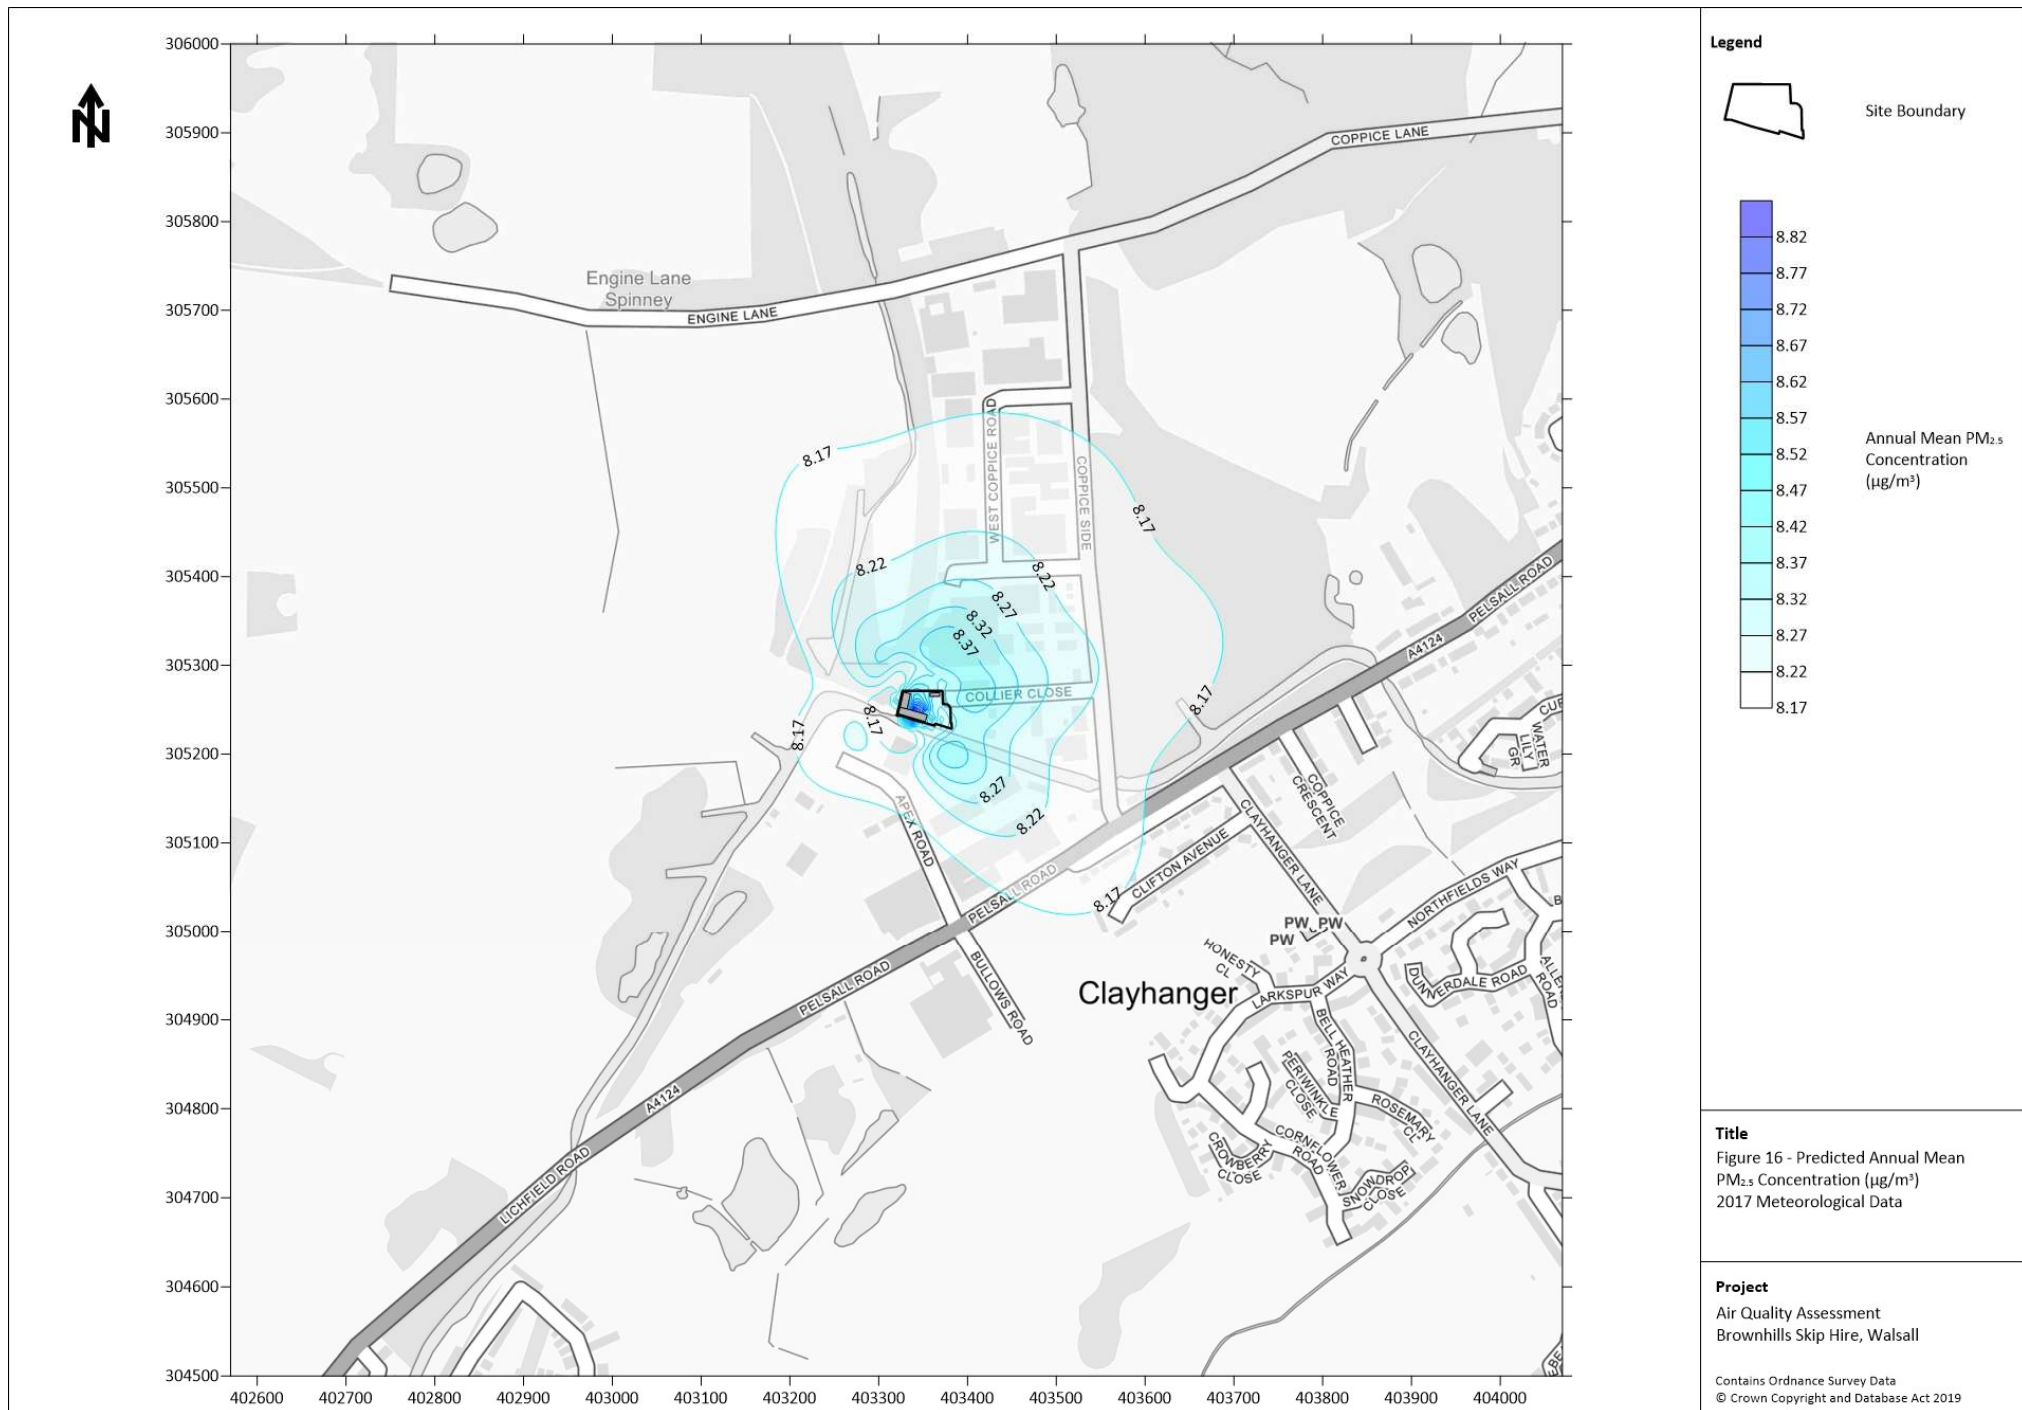 306000
305900
305800
305700
305600
305500
305400
305300
305200
305100
305000
304900
304800
304700
304600
304500
402600
402700
402800
402900
403000
403100
403200
403300
403400
403500
403600
403700
403800
403900
404000
N
COPPICE LANE
Engine Lane
Spinney
ENGINE LANE
WEST COPPICE ROAD
COPPICE SIDE
8.17
8.17
8.22
8.22
8.27
8.32
8.37
COLLIER CLOSE
8.17
8.17
8.17
8.27
8.22
8.17
APEX ROAD
PELSALL ROAD
A4124
PELSALL ROAD
WATER
LILY
GR
COPPICE
CRESCENT
CLAYHANGER LANE
CLIFTON AVENUE
NORTHFIELDS WAY
PW
PW
PW
HONESTY
CL
Clayhanger
LARKSPUR WAY
DUNVERDALE ROAD
ROAD
BULLOWS ROAD
PELSALL ROAD
A4124
LICHFIELD ROAD
BELL HEATHER
ROAD
PERIWINKLE
CLOSE
ROSEMARY
CL
CLAYHANGER LANE
CORNFLOWER
ROAD
CROWBERRY
CLOSE
SNOWDROP
CLOSE
Legend
Site Boundary
8.82
8.77
8.72
8.67
8.62
8.57
8.52
8.47
8.42
8.37
8.32
8.27
8.22
8.17
Annual Mean PM₂.₅
Concentration
(µg/m³)
Title
Figure 16 - Predicted Annual Mean
PM₂.₅ Concentration (µg/m³)
2017 Meteorological Data
Project
Air Quality Assessment
Brownhills Skip Hire, Walsall
Contains Ordnance Survey Data
© Crown Copyright and Database Act 2019